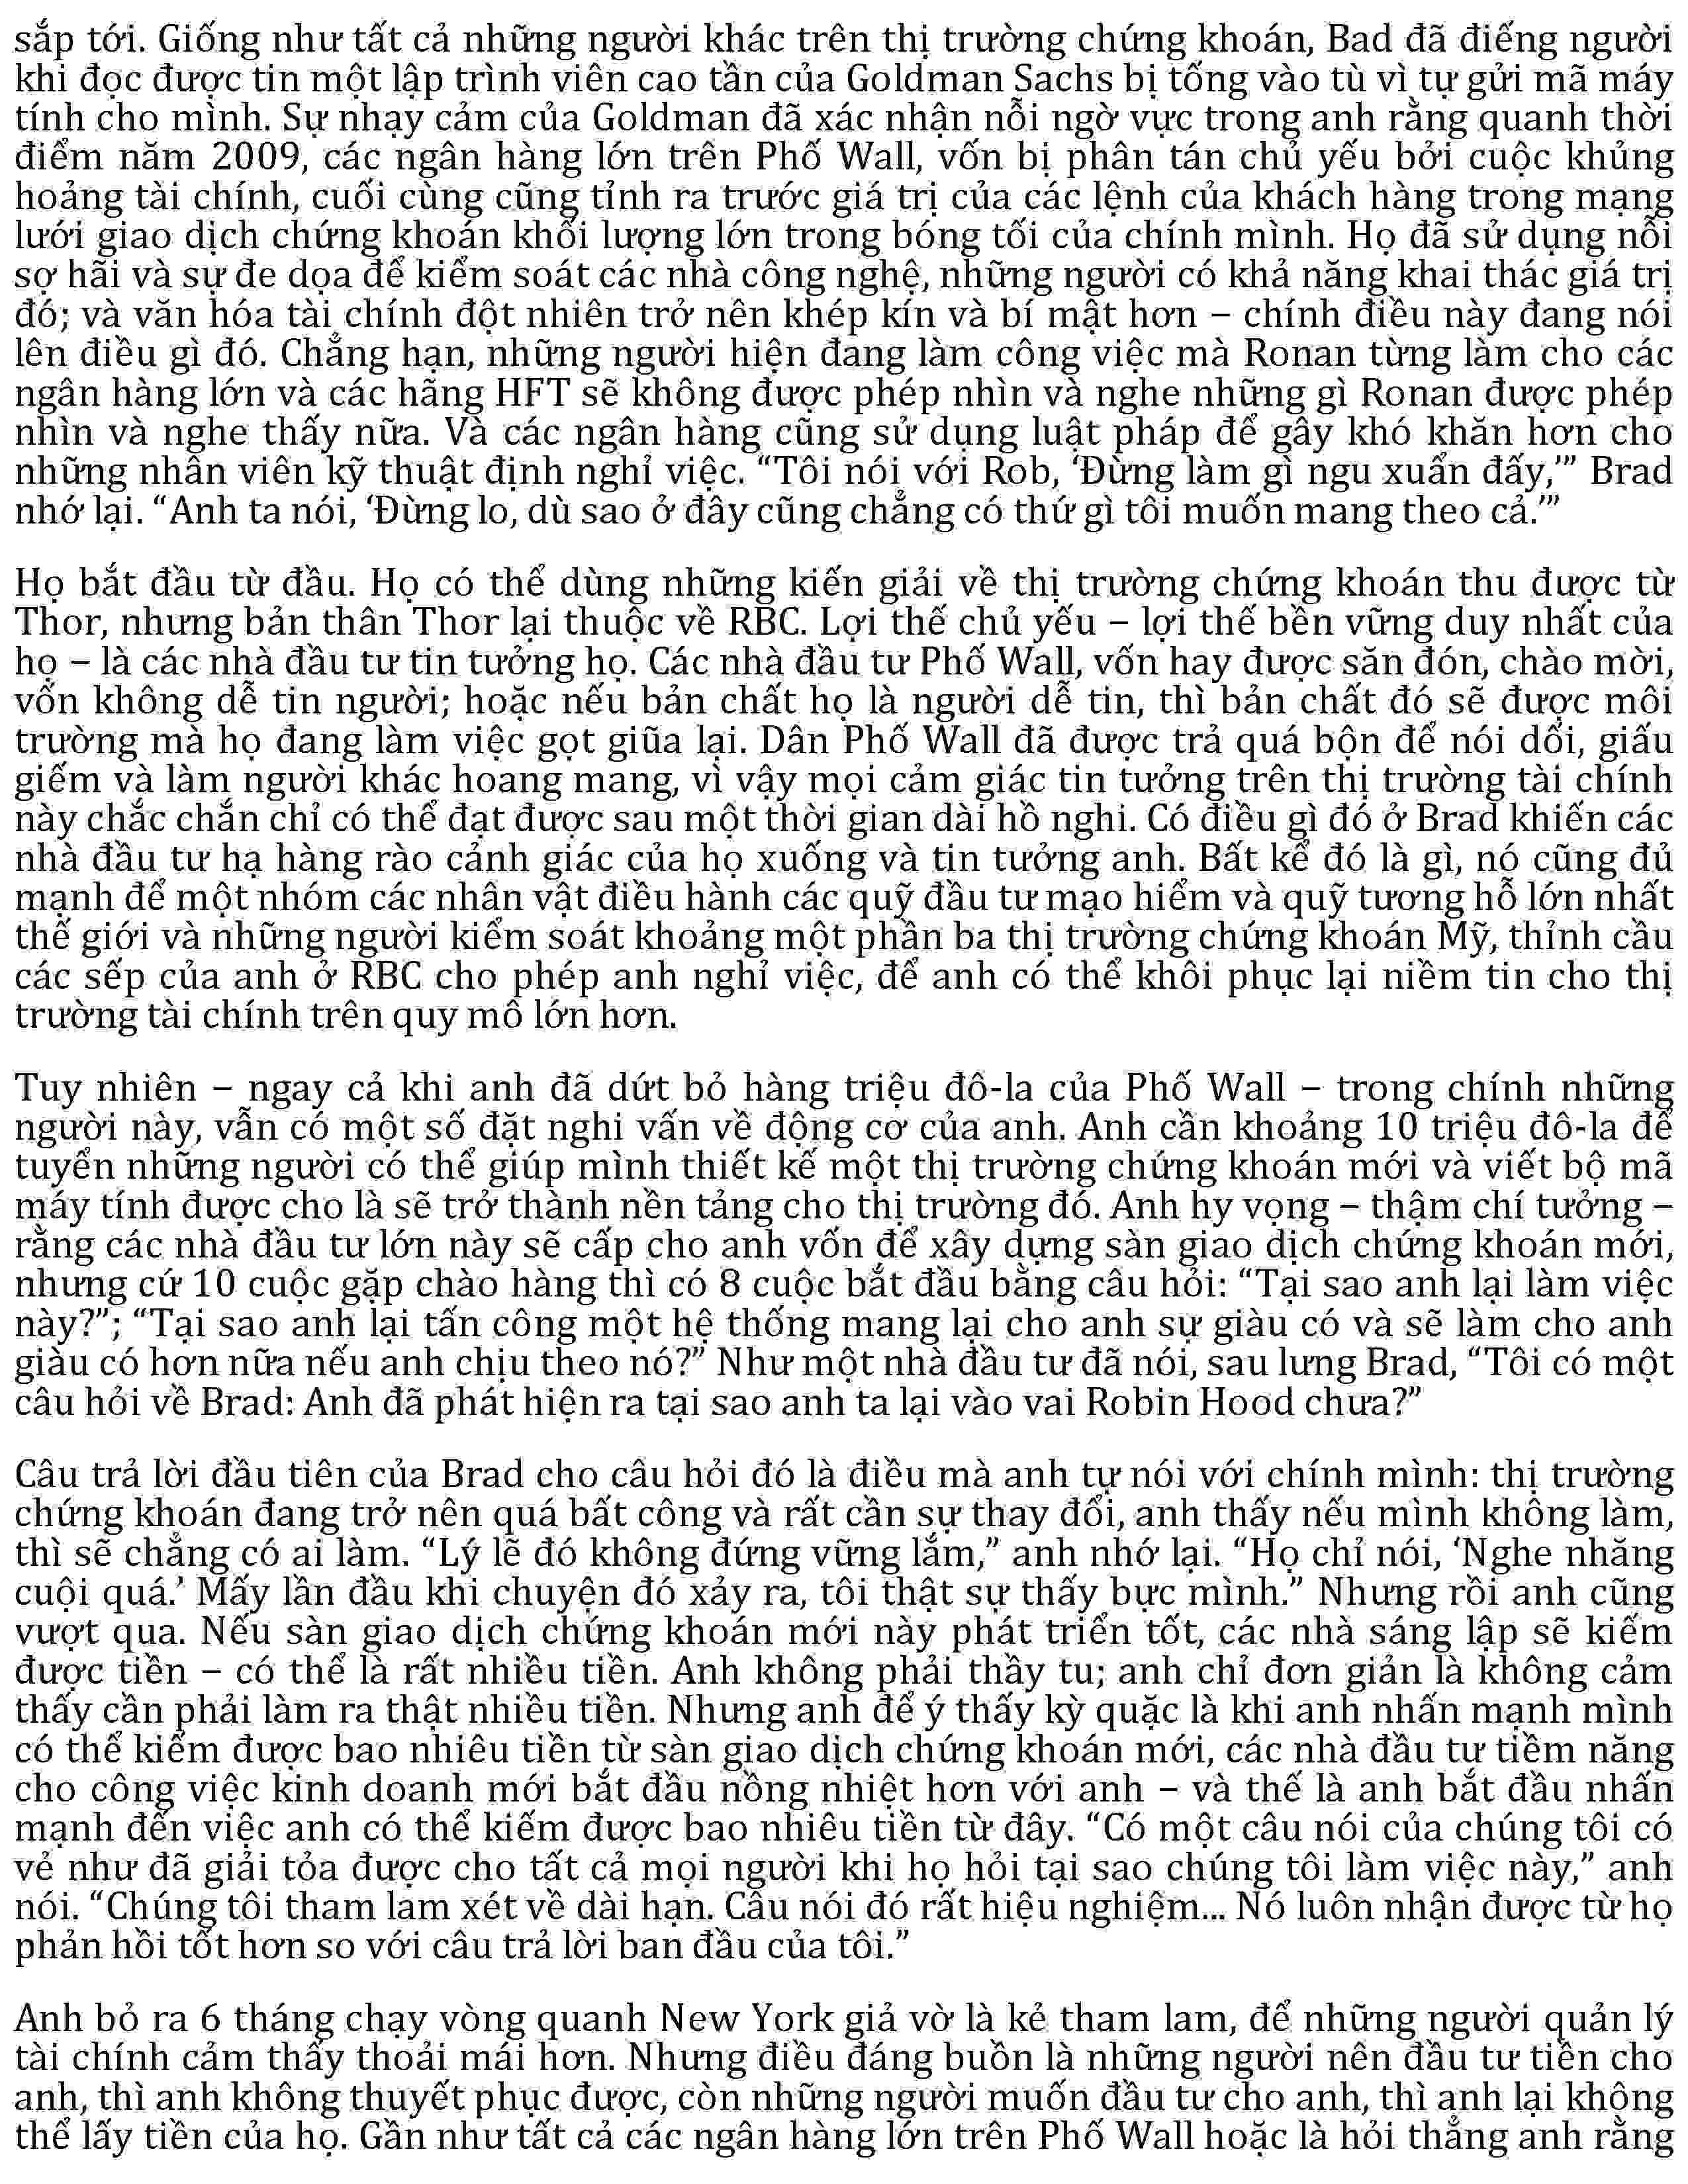 sắp tới. Giống như tất cả những người khác trên thị trường chứng khoán, Bad đã điếng người
khi đọc được tin một lập trình viên cao tần của Goldman Sachs bị tống vào tù vì tự gửi mã máy
tính cho mình. Sự nhạy cảm của Goldman đã xác nhận nỗi ngờ vực trong anh rằng quanh thời
điểm năm 2009, các ngân hàng lớn trên Phố Wall, vốn bị phân tán chủ yếu bởi cuộc khủng
hoảng tài chính, cuối cùng cũng tỉnh ra trước giá trị của các lệnh của khách hàng trong mạng
lưới giao dịch chứng khoán khối lượng lớn trong bóng tối của chính mình. Họ đã sử dụng nỗi
sợ hãi và sự đe dọa để kiểm soát các nhà công nghệ, những người có khả năng khai thác giá trị
đó; và văn hóa tài chính đột nhiên trở nên khép kín và bí mật hơn – chính điều này đang nói
lên điều gì đó. Chẳng hạn, những người hiện đang làm công việc mà Ronan từng làm cho các
ngân hàng lớn và các hãng HFT sẽ không được phép nhìn và nghe những gì Ronan được phép
nhìn và nghe thấy nữa. Và các ngân hàng cũng sử dụng luật pháp để gây khó khăn hơn cho
những nhân viên kỹ thuật định nghỉ việc. “Tôi nói với Rob, ‘Đừng làm gì ngu xuẩn đấy,’” Brad
nhớ lại. “Anh ta nói, ‘Đừng lo, dù sao ở đây cũng chẳng có thứ gì tôi muốn mang theo cả.’”
Họ bắt đầu từ đầu. Họ có thể dùng những kiến giải về thị trường chứng khoán thu được từ
Thor, nhưng bản thân Thor lại thuộc về RBC. Lợi thế chủ yếu – lợi thế bền vững duy nhất của
họ – là các nhà đầu tư tin tưởng họ. Các nhà đầu tư Phố Wall, vốn hay được săn đón, chào mời,
vốn không dễ tin người; hoặc nếu bản chất họ là người dễ tin, thì bản chất đó sẽ được môi
trường mà họ đang làm việc gọt giũa lại. Dân Phố Wall đã được trả quá bộn để nói dối, giấu
giếm và làm người khác hoang mang, vì vậy mọi cảm giác tin tưởng trên thị trường tài chính
này chắc chắn chỉ có thể đạt được sau một thời gian dài hồ nghi. Có điều gì đó ở Brad khiến các
nhà đầu tư hạ hàng rào cảnh giác của họ xuống và tin tưởng anh. Bất kể đó là gì, nó cũng đủ
mạnh để một nhóm các nhân vật điều hành các quỹ đầu tư mạo hiểm và quỹ tương hỗ lớn nhất
thế giới và những người kiểm soát khoảng một phần ba thị trường chứng khoán Mỹ, thỉnh cầu
các sếp của anh ở RBC cho phép anh nghỉ việc, để anh có thể khôi phục lại niềm tin cho thị
trường tài chính trên quy mô lớn hơn.
Tuy nhiên – ngay cả khi anh đã dứt bỏ hàng triệu đô-la của Phố Wall – trong chính những
người này, vẫn có một số đặt nghi vấn về động cơ của anh. Anh cần khoảng 10 triệu đô-la để
tuyển những người có thể giúp mình thiết kế một thị trường chứng khoán mới và viết bộ mã
máy tính được cho là sẽ trở thành nền tảng cho thị trường đó. Anh hy vọng – thậm chí tưởng –
rằng các nhà đầu tư lớn này sẽ cấp cho anh vốn để xây dựng sàn giao dịch chứng khoán mới,
nhưng cứ 10 cuộc gặp chào hàng thì có 8 cuộc bắt đầu bằng câu hỏi: “Tại sao anh lại làm việc
này?”; “Tại sao anh lại tấn công một hệ thống mang lại cho anh sự giàu có và sẽ làm cho anh
giàu có hơn nữa nếu anh chịu theo nó?” Như một nhà đầu tư đã nói, sau lưng Brad, “Tôi có một
câu hỏi về Brad: Anh đã phát hiện ra tại sao anh ta lại vào vai Robin Hood chưa?”
Câu trả lời đầu tiên của Brad cho câu hỏi đó là điều mà anh tự nói với chính mình: thị trường
chứng khoán đang trở nên quá bất công và rất cần sự thay đổi, anh thấy nếu mình không làm,
thì sẽ chẳng có ai làm. “Lý lẽ đó không đứng vững lắm,” anh nhớ lại. “Họ chỉ nói, ‘Nghe nhăng
cuội quá.’ Mấy lần đầu khi chuyện đó xảy ra, tôi thật sự thấy bực mình.” Nhưng rồi anh cũng
vượt qua. Nếu sàn giao dịch chứng khoán mới này phát triển tốt, các nhà sáng lập sẽ kiếm
được tiền – có thể là rất nhiều tiền. Anh không phải thầy tu; anh chỉ đơn giản là không cảm
thấy cần phải làm ra thật nhiều tiền. Nhưng anh để ý thấy kỳ quặc là khi anh nhấn mạnh mình
có thể kiếm được bao nhiêu tiền từ sàn giao dịch chứng khoán mới, các nhà đầu tư tiềm năng
cho công việc kinh doanh mới bắt đầu nồng nhiệt hơn với anh – và thế là anh bắt đầu nhấn
mạnh đến việc anh có thể kiếm được bao nhiêu tiền từ đây. “Có một câu nói của chúng tôi có
vẻ như đã giải tỏa được cho tất cả mọi người khi họ hỏi tại sao chúng tôi làm việc này,” anh
nói. “Chúng tôi tham lam xét về dài hạn. Câu nói đó rất hiệu nghiệm... Nó luôn nhận được từ họ
phản hồi tốt hơn so với câu trả lời ban đầu của tôi.”
Anh bỏ ra 6 tháng chạy vòng quanh New York giả vờ là kẻ tham lam, để những người quản lý
tài chính cảm thấy thoải mái hơn. Nhưng điều đáng buồn là những người nên đầu tư tiền cho
anh, thì anh không thuyết phục được, còn những người muốn đầu tư cho anh, thì anh lại không
thể lấy tiền của họ. Gần như tất cả các ngân hàng lớn trên Phố Wall hoặc là hỏi thẳng anh rằng